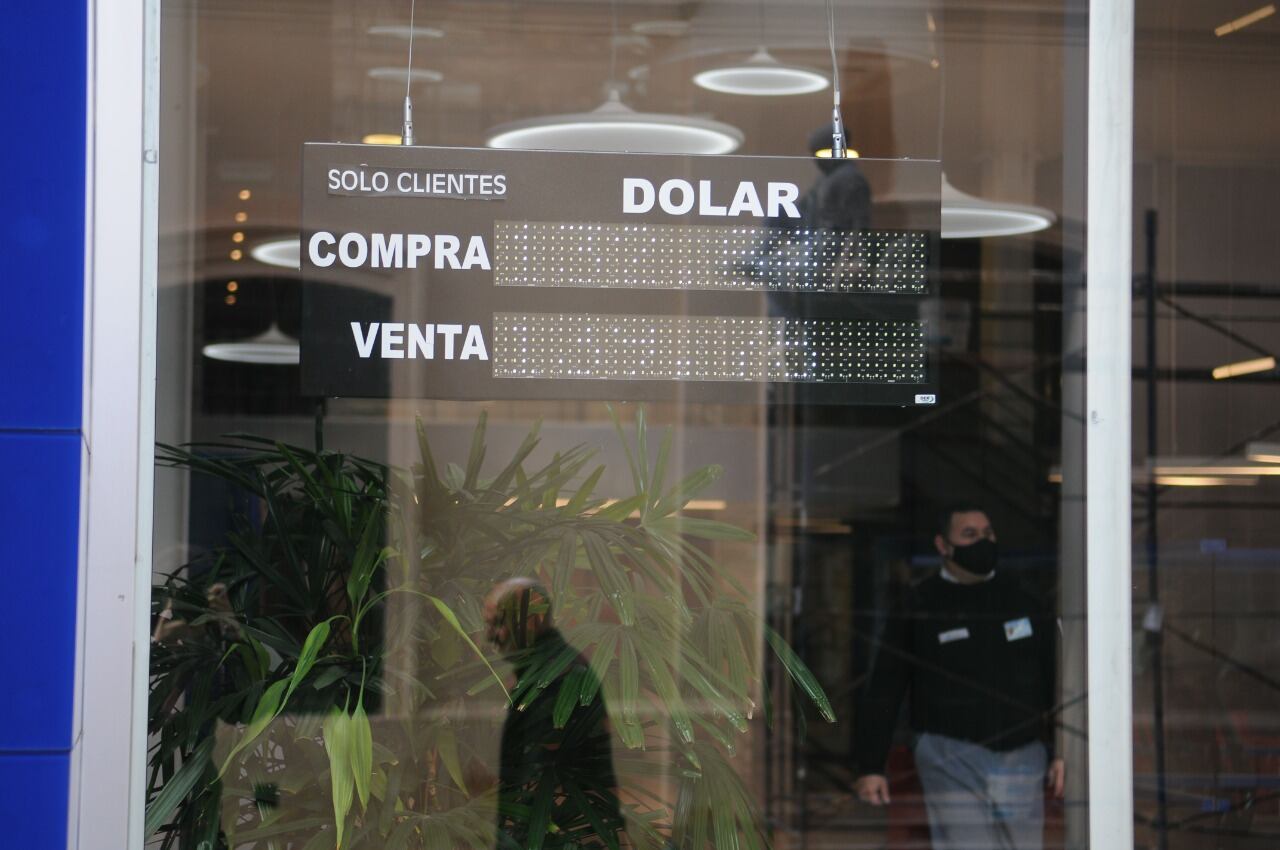 SOLO CLIENTES
DOLAR
COMPRA
VENTA